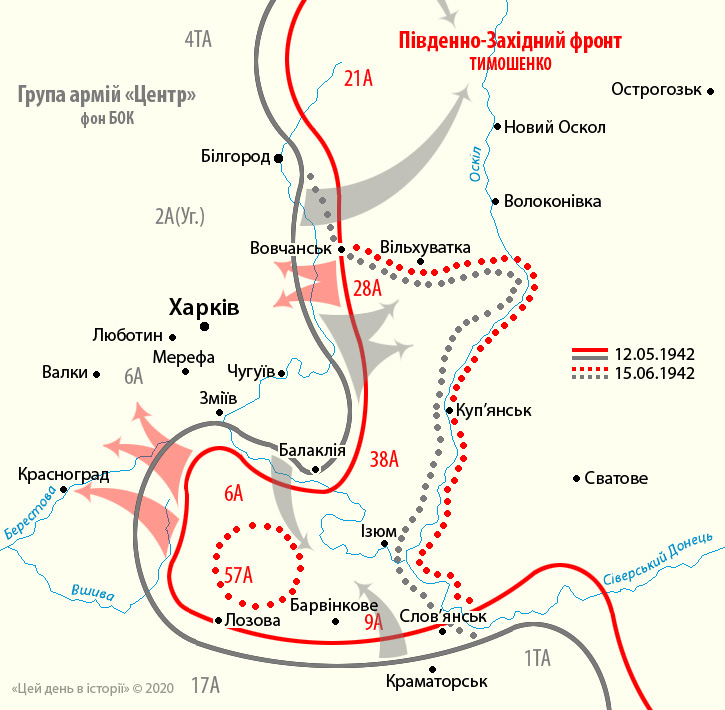 4ТА
Південно-Західний фронт
ТИМОШЕНКО
21А
Група армій «Центр»
фон БОК
Острогозьк
Новий Оскол
Білгород
Оскіл
Волоконівка
2А(Уг.)
Вовчанськ
Вільхуватка
28А
Харків
Люботин
Мерефа
12.05.1942
Валки
6А
Чугуїв
15.06.1942
Зміїв
Куп'янськ
Балаклія
38А
Красноград
Сватове
6А
Берестова
Ізюм
Сіверський Донець
57А
Вшива
Барвінкове
Лозова
9А
Слов'янськ
1ТА
Краматорськ
17А
«Цей день в історії» © 2020